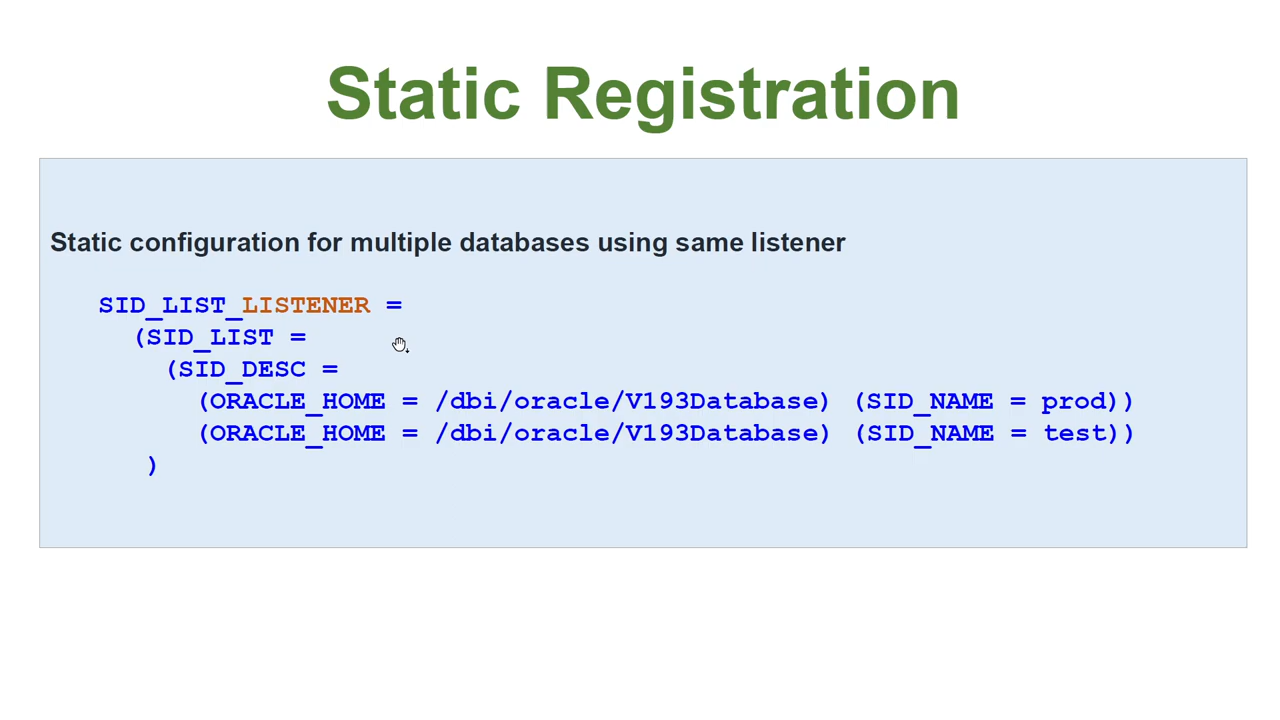 Static Registration
Static configuration for multiple databases using same listener
SID_LIST_LISTENER =
(SID_LIST =
(SID_DESC =
(ORACLE_HOME = /dbi/oracle/V193Database) (SID_NAME = prod))
(ORACLE_HOME = /dbi/oracle/V193Database) (SID_NAME = test))
)